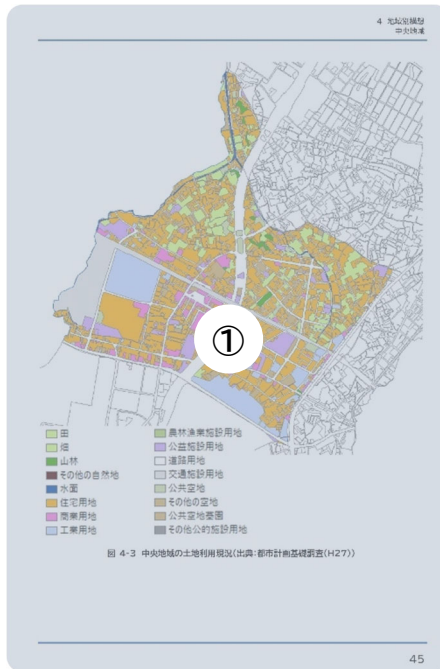 4 地域別構想
中央地域
①
田
畑
山林
その他の自然地
水面
住宅用地
商業用地
工業用地
農林漁業施設用地
公益施設用地
道路用地
交通施設用地
公共空地
その他の空地
公共空地墓園
その他公的施設用地
図 4-3 中央地域の土地利用現況(出典:都市計画基礎調査(H27))
45